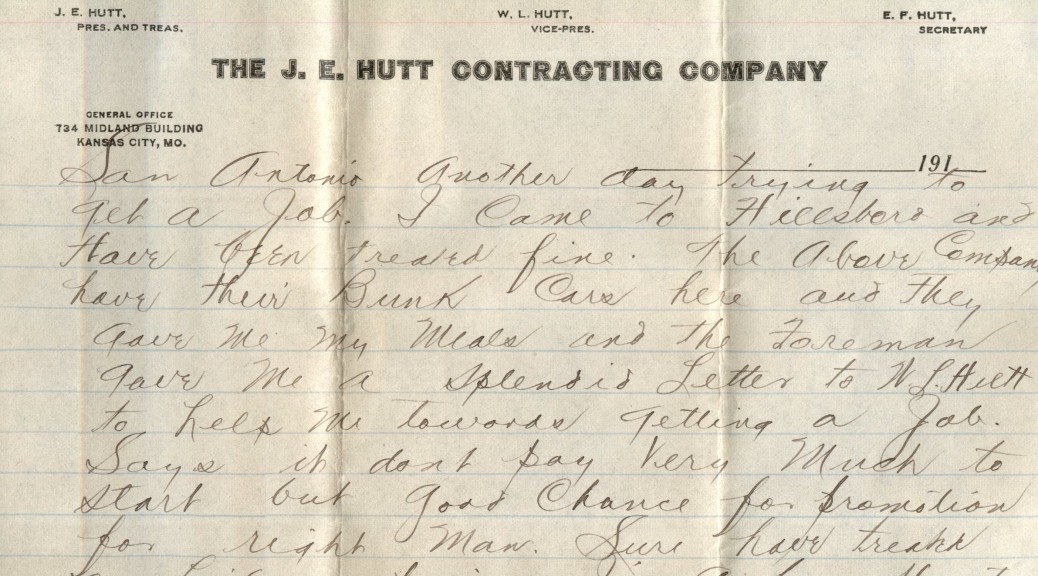 J. E. HUTT, W. L. HUTT, E. F. HUTT,
PRES. AND TREAS. VICE-PRES. SECRETARY
THE J. E. HUTT CONTRACTING COMPANY
GENERAL OFFICE
734 MIDLAND BUILDING
KANSAS CITY, MO.
191
San Antonio Another day trying to
get a Job. I Came to Hillsboro and
Have been treated fine. The Above Company
have their Bunk Cars here and They
Gave Me My Meals and the Foreman
Gave Me a Splendid Letter to W.L. Hutt
to help Me towards getting a Job.
Says it dont pay Very Much to
Start but Good Chance for promotion
for right Man. Sure have treated